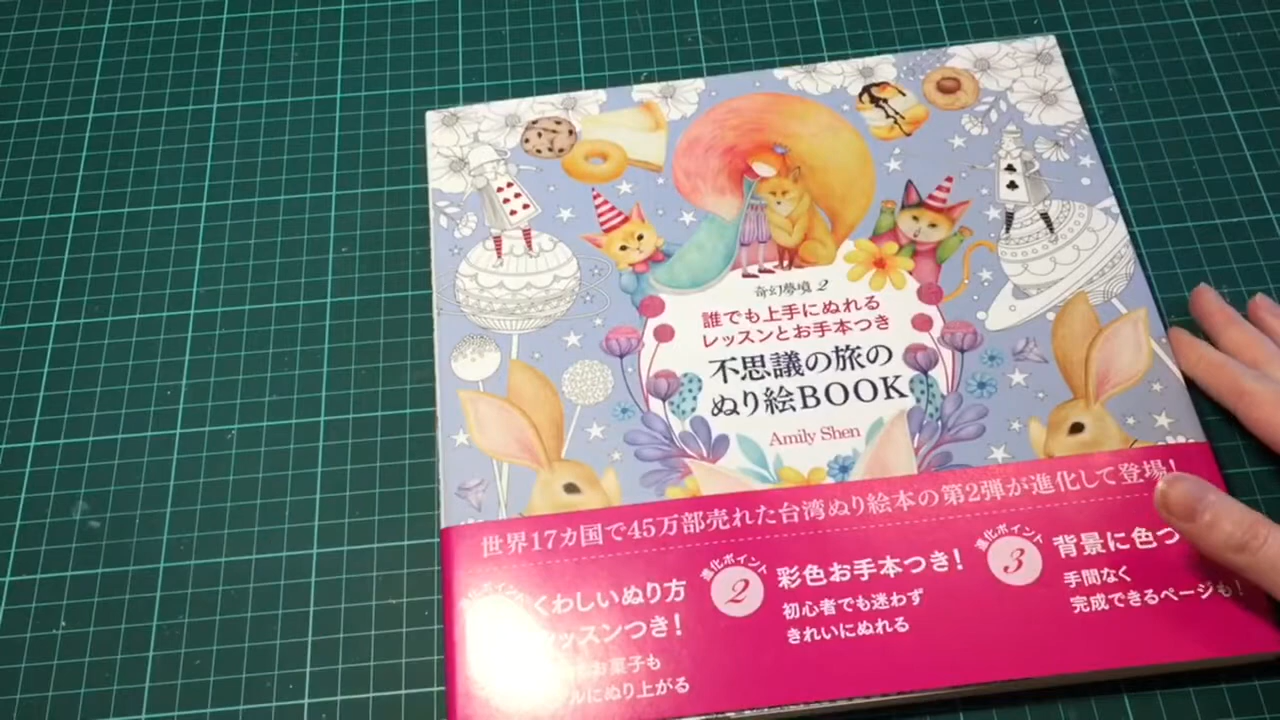 奇幻夢境 2
誰でも上手にぬれる
レッスンとお手本つき
不思議の旅の
ぬり絵BOOK
Amily Shen
世界17カ国で45万部売れた台湾ぬり絵本の第2弾が進化して登場!
くわしいぬり方
ッスンつき!
お菓子も
ルにぬり上がる
進化ポイント
2
彩色お手本つき!
初心者でも迷わず
きれいにぬれる
進化ポイント
3
背景に色つ
手間なく
完成できるページも!